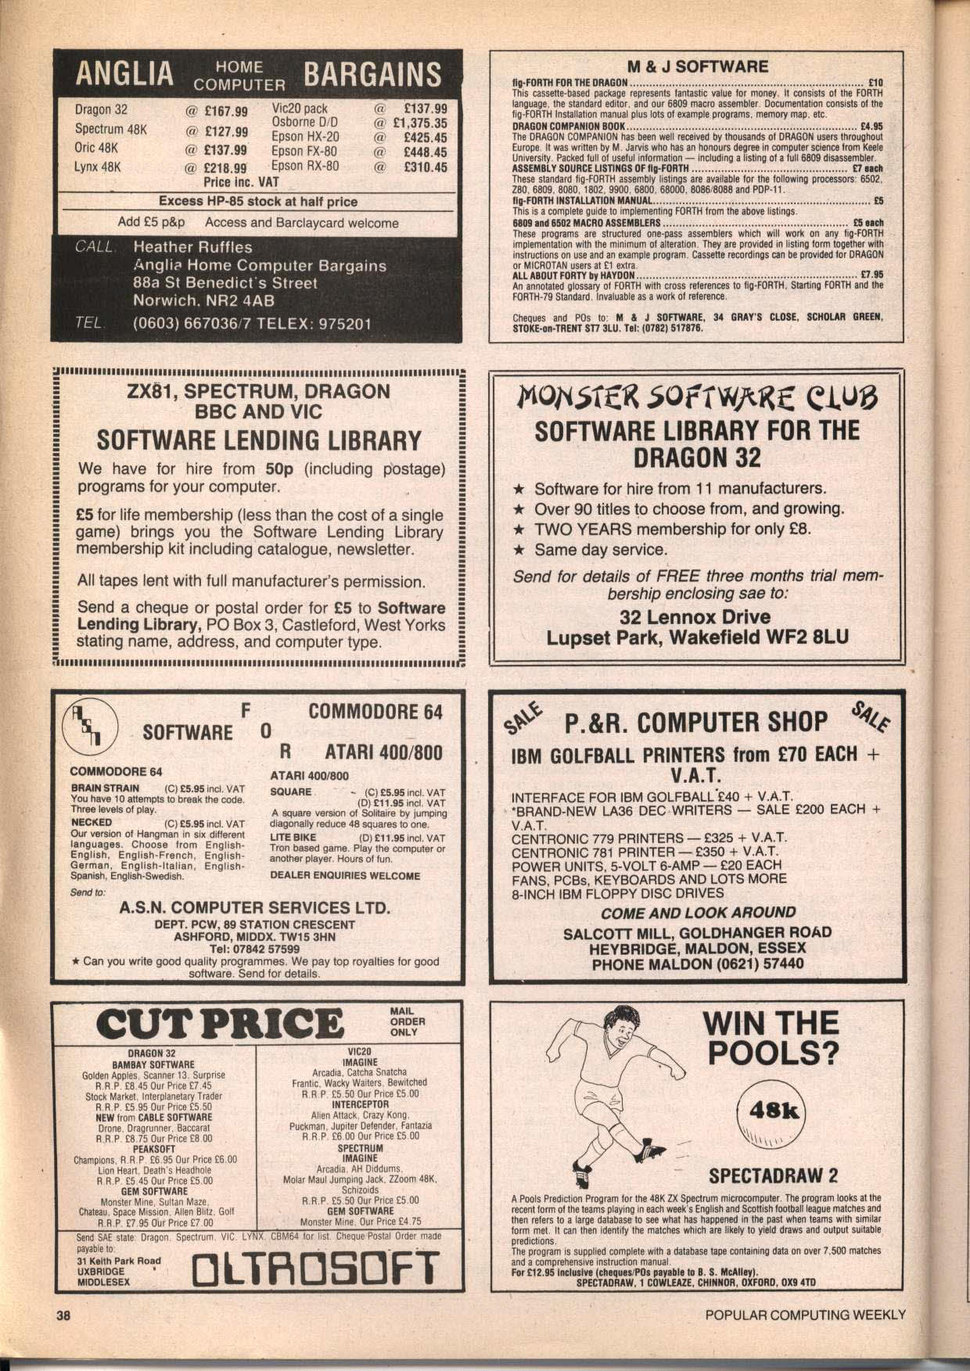 ANGLIA HOME COMPUTER BARGAINS
Dragon 32 @ £167.99
Spectrum 48K @ £127.99
Oric 48K @ £137.99
Lynx 48K @ £218.99
Vic20 pack @ £137.99
Osborne D/D @ £1,375.35
Epson HX-20 @ £425.45
Epson FX-80 @ £448.45
Epson RX-80 @ £310.45
Price inc. VAT
Excess HP-85 stock at half price
Add £5 p&p Access and Barclaycard welcome
CALL. Heather Ruffles
Anglia Home Computer Bargains
88a St Benedict's Street
Norwich, NR2 4AB
TEL (0603) 667036/7 TELEX: 975201
M & J SOFTWARE
fig-FORTH FOR THE DRAGON £10
This cassette-based package represents fantastic value for money. It consists of the FORTH
language, the standard editor, and our 6809 macro assembler. Documentation consists of the
fig-FORTH Installation manual plus lots of example programs, memory map, etc.
DRAGON COMPANION BOOK £4.95
The DRAGON COMPANION has been well received by thousands of DRAGON users throughout
Europe. It was written by M. Jarvis who has an honours degree in computer science from Keele
University. Packed full of useful information — including a listing of a full 6809 disassembler.
ASSEMBLY SOURCE LISTINGS OF fig-FORTH £7 each
These standard fig-FORTH assembly listings are available for the following processors: 6502,
Z80, 6809, 8080, 1802, 9900, 6800, 68000, 8086/8088 and PDP-11.
fig-FORTH INSTALLATION MANUAL £5
This is a complete guide to implementing FORTH from the above listings.
6809 and 6502 MACRO ASSEMBLERS £5 each
These programs are structured one-pass assemblers which will work on any fig-FORTH
implementation with the minimum of alteration. They are provided in listing form together with
instructions on use and an example program. Cassette recordings can be provided for DRAGON
or MICROTAN users at £1 extra.
ALL ABOUT FORTY by HAYDON £7.95
An annotated glossary of FORTH with cross references to fig-FORTH, Starting FORTH and the
FORTH-79 Standard. Invaluable as a work of reference.
Cheques and POs to: M & J SOFTWARE, 34 GRAY'S CLOSE, SCHOLAR GREEN,
STOKE-on-TRENT ST7 3LU. Tel: (0782) 517876.
ZX81, SPECTRUM, DRAGON
BBC AND VIC
SOFTWARE LENDING LIBRARY
We have for hire from 50p (including postage)
programs for your computer.
£5 for life membership (less than the cost of a single
game) brings you the Software Lending Library
membership kit including catalogue, newsletter.
All tapes lent with full manufacturer's permission.
Send a cheque or postal order for £5 to Software
Lending Library, PO Box 3, Castleford, West Yorks
stating name, address, and computer type.
MONSTER SOFTWARE CLUB
SOFTWARE LIBRARY FOR THE
DRAGON 32
★ Software for hire from 11 manufacturers.
★ Over 90 titles to choose from, and growing.
★ TWO YEARS membership for only £8.
★ Same day service.
Send for details of FREE three months trial mem-
bership enclosing sae to:
32 Lennox Drive
Lupset Park, Wakefield WF2 8LU
ASN SOFTWARE FOR COMMODORE 64
ATARI 400/800
COMMODORE 64
BRAIN STRAIN (C) £5.95 incl. VAT
You have 10 attempts to break the code.
Three levels of play.
NECKED (C) £5.95 incl. VAT
Our version of Hangman in six different
languages. Choose from English-
English, English-French, English-
German, English-Italian, English-
Spanish, English-Swedish.
Send to:
ATARI 400/800
SQUARE - (C) £5.95 incl. VAT
(D) £11.95 incl. VAT
A square version of Solitaire by jumping
diagonally reduce 48 squares to one.
LITE BIKE (D) £11.95 incl. VAT
Tron based game. Play the computer or
another player. Hours of fun.
DEALER ENQUIRIES WELCOME
A.S.N. COMPUTER SERVICES LTD.
DEPT. PCW, 89 STATION CRESCENT
ASHFORD, MIDDX. TW15 3HN
Tel: 07842 57599
★ Can you write good quality programmes. We pay top royalties for good
software. Send for details.
SALE P.&R. COMPUTER SHOP SALE
IBM GOLFBALL PRINTERS from £70 EACH +
V.A.T.
INTERFACE FOR IBM GOLFBALL £40 + V.A.T.
*BRAND-NEW LA36 DEC WRITERS — SALE £200 EACH +
V.A.T.
CENTRONIC 779 PRINTERS — £325 + V.A.T.
CENTRONIC 781 PRINTER — £350 + V.A.T.
POWER UNITS, 5-VOLT 6-AMP — £20 EACH
FANS, PCBs, KEYBOARDS AND LOTS MORE
8-INCH IBM FLOPPY DISC DRIVES
COME AND LOOK AROUND
SALCOTT MILL, GOLDHANGER ROAD
HEYBRIDGE, MALDON, ESSEX
PHONE MALDON (0621) 57440
CUT PRICE MAIL
ORDER
ONLY
DRAGON 32
BAMBAY SOFTWARE
Golden Apples, Scanner 13, Surprise
R.R.P. £8.45 Our Price £7.45
Stock Market, Interplanetary Trader
R.R.P. £5.95 Our Price £5.50
NEW from CABLE SOFTWARE
Drone, Dragrunner, Baccarat
R.R.P. £8.75 Our Price £8.00
PEAKSOFT
Champions, R.R.P. £6.95 Our Price £6.00
Lion Heart, Death's Headhole
R.R.P. £5.45 Our Price £5.00
GEM SOFTWARE
Monster Mine, Sultan Maze,
Chateau, Space Mission, Allen Blitz, Golf
R.R.P. £7.95 Our Price £7.00
VIC20
IMAGINE
Arcadia, Catcha Snatcha
Frantic, Wacky Waiters, Bewitched
R.R.P. £5.50 Our Price £5.00
INTERCEPTOR
Alien Attack, Crazy Kong,
Puckman, Jupiter Defender, Fantazia
R.R.P. £6.00 Our Price £5.00
SPECTRUM
IMAGINE
Arcadia, AH Diddums,
Molar Maul Jumping Jack, ZZoom 48K,
Schizoids
R.R.P. £5.50 Our Price £5.00
GEM SOFTWARE
Monster Mine, Our Price £4.75
Send SAE state: Dragon, Spectrum, VIC, LYNX, CBM64 for list. Cheque/Postal Order made
payable to:
31 Keith Park Road
UXBRIDGE
MIDDLESEX
OLTROSOFT
WIN THE
POOLS?
48k
SPECTADRAW 2
A Pools Prediction Program for the 48K ZX Spectrum microcomputer. The program looks at the
recent form of the teams playing in each week's English and Scottish football league matches and
then refers to a large database to see what has happened in the past when teams with similar
form met. It can then identify the matches which are likely to yield draws and output suitable
predictions.
The program is supplied complete with a database tape containing data on over 7,500 matches
and a comprehensive instruction manual.
For £12.95 inclusive (cheques/POs payable to B. S. McAlley).
SPECTADRAW, 1 COWLEAZE, CHINNOR, OXFORD, OX9 4TD
38
POPULAR COMPUTING WEEKLY